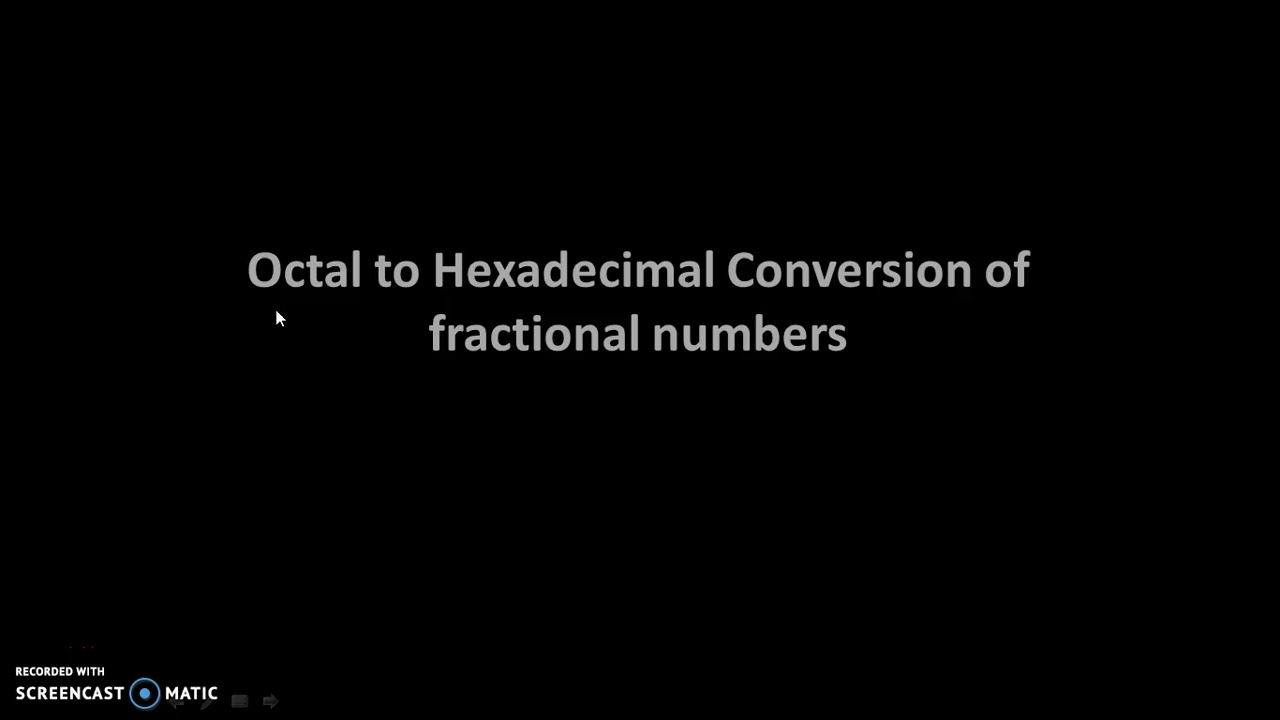 Octal to Hexadecimal Conversion of
fractional numbers
RECORDED WITH
SCREENCAST MATIC